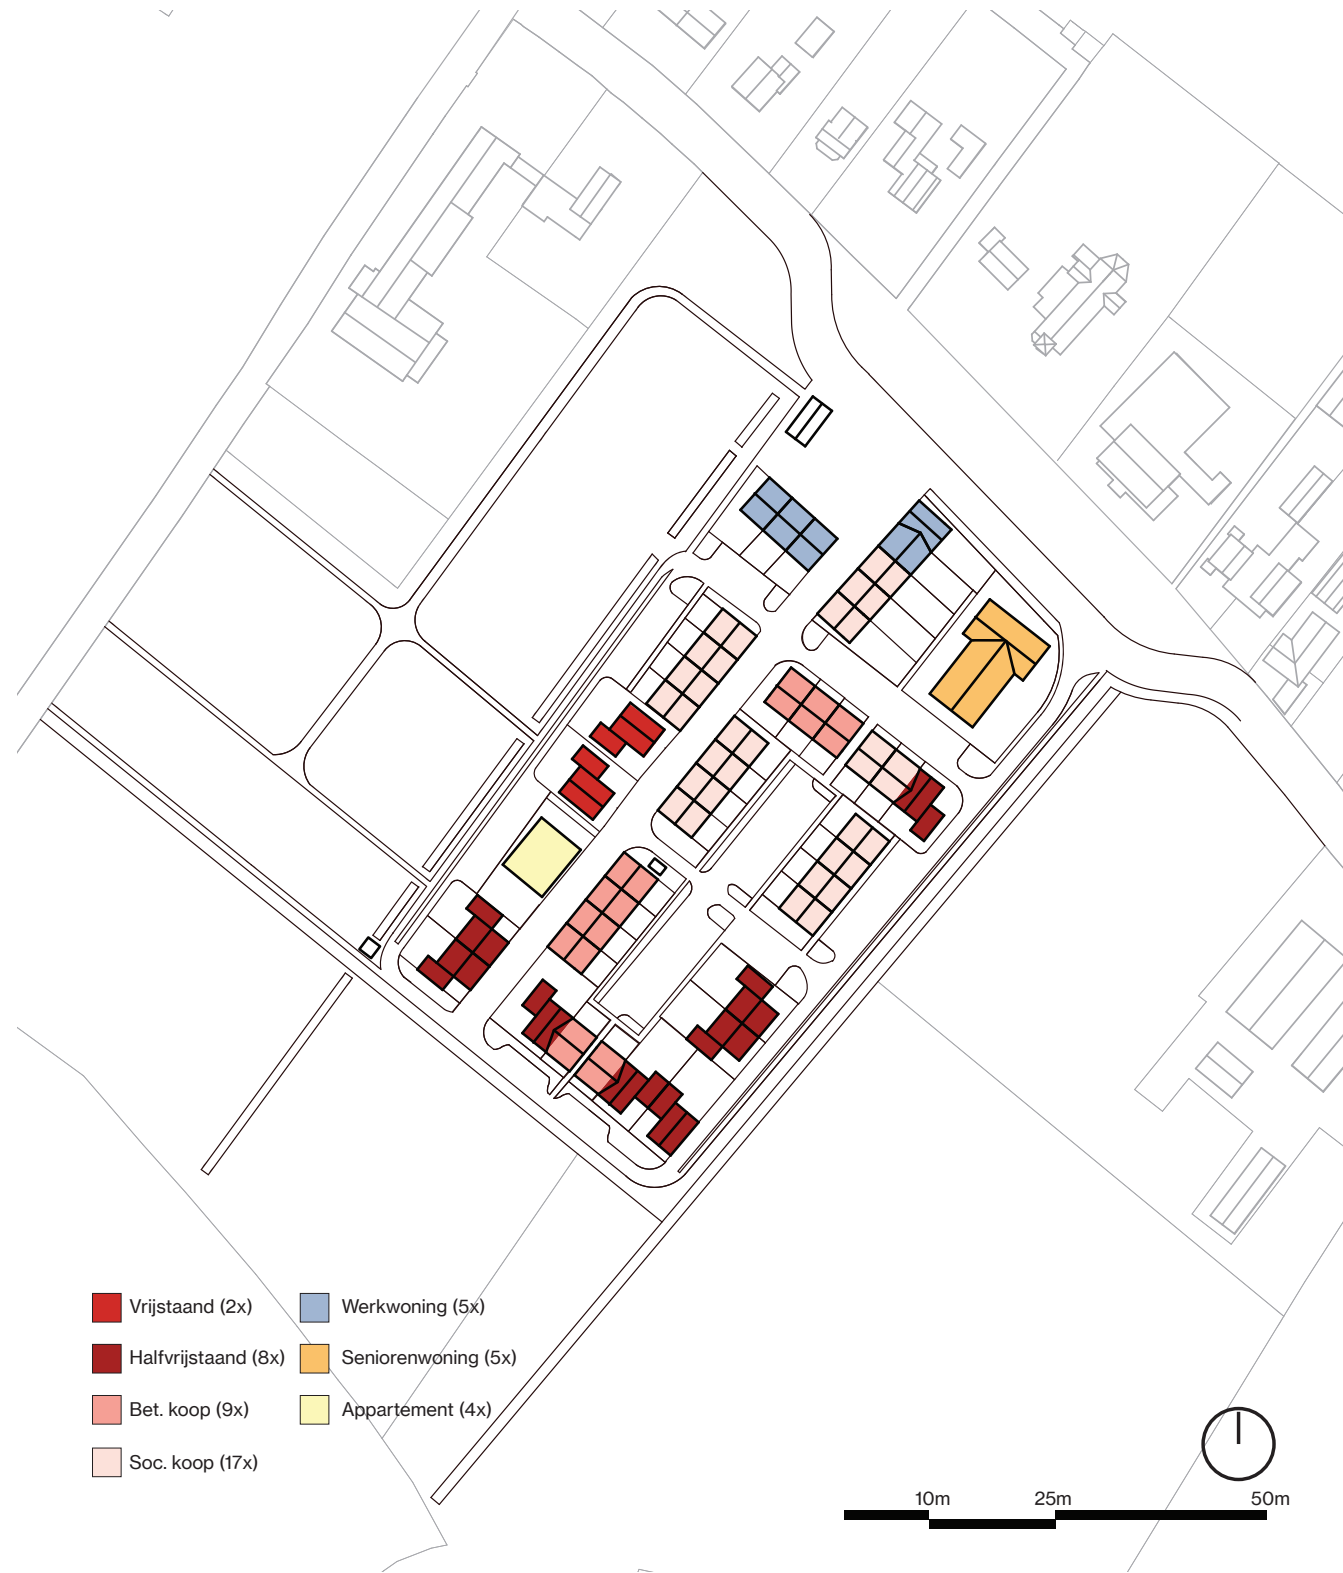 Vrijstaand (2x)
Halfvrijstaand (8x)
Bet. koop (9x)
Soc. koop (17x)
Werkwoning (5x)
Seniorenwoning (5x)
Appartement (4x)
10m 25m 50m